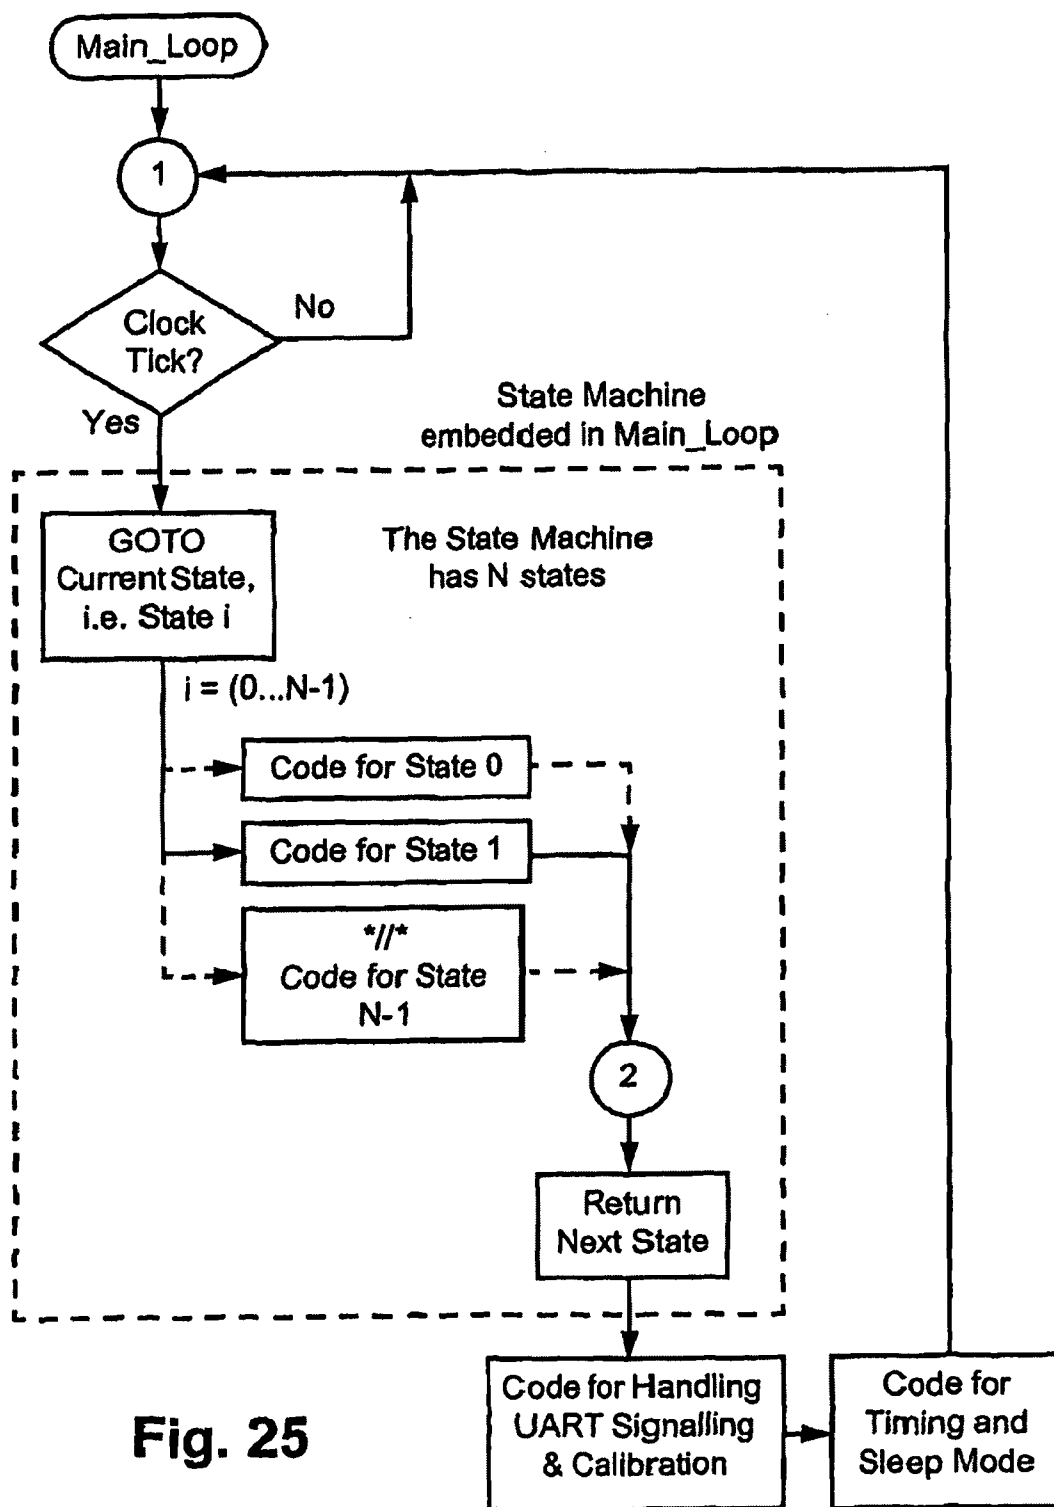 Main_Loop
1
Clock
Tick?
No
Yes
State Machine
embedded in Main_Loop
GOTO
Current State,
i.e. State i
The State Machine
has N states
i = (0...N-1)
Code for State 0
Code for State 1
*//*
Code for State
N-1
2
Return
Next State
Code for Handling
UART Signalling
& Calibration
Code for
Timing and
Sleep Mode
Fig. 25